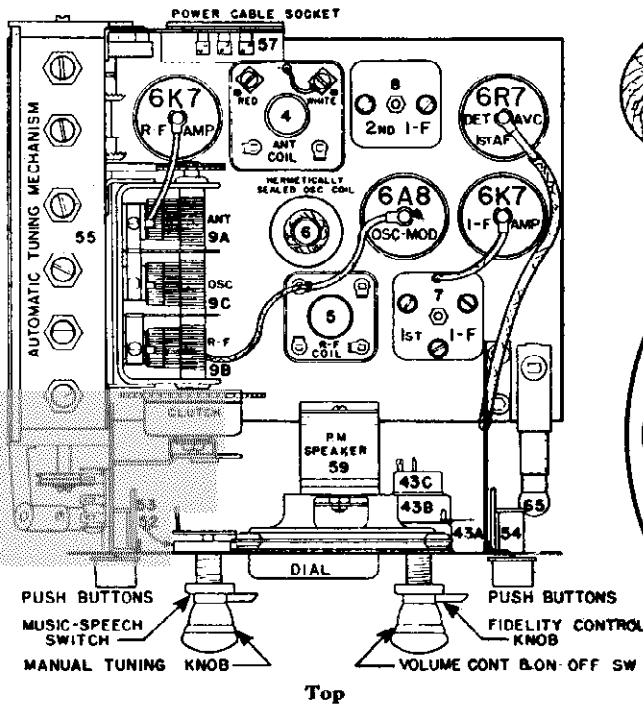 POWER CABLE SOCKET
57
6K7
R-F AMP
RED
WHITE
4
ANT
COIL
8
2ND I-F
6R7
DET AVC
1ST AF
AUTOMATIC TUNING MECHANISM
55
HERMETICALLY
SEALED OSC COIL
6
6A8
OSC-MOD
6K7
I-F AMP
ANT
9A
OSC
9C
R-F
9B
5
R-F
COIL
7
1ST I-F
CLUTCH
P.M
SPEAKER
59
43C
43B
43A
54
65
53
52
DIAL
PUSH BUTTONS
PUSH BUTTONS
MUSIC-SPEECH
SWITCH
FIDELITY CONTROL
KNOB
MANUAL TUNING KNOB
VOLUME CONT & ON-OFF SW
Top